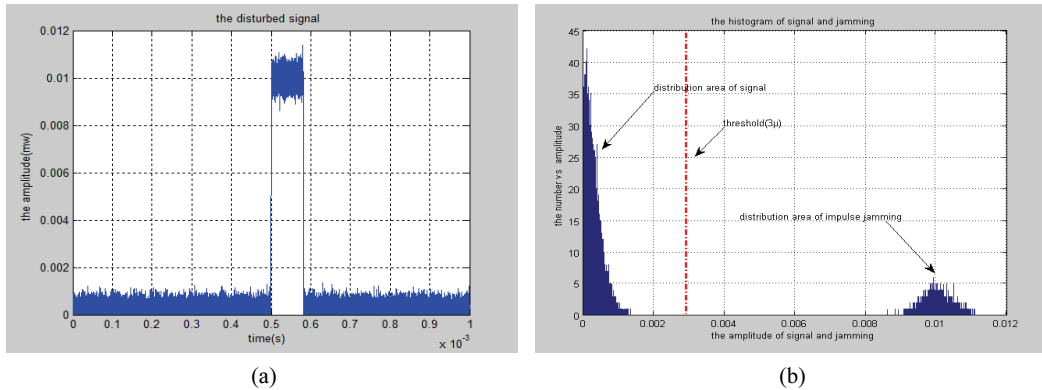 the disturbed signal
0.012
0.01
0.008
0.006
0.004
0.002
0
the amplitude(mw)
0 0.1 0.2 0.3 0.4 0.5 0.6 0.7 0.8 0.9 1
time(s)
x 10⁻³
(a)
the histogram of signal and jamming
45
40
35
30
25
20
15
10
5
0
the number vs amplitude
distribution area of signal
threshold(3μ)
distribution area of impulse jamming
0 0.002 0.004 0.006 0.008 0.01 0.012
the amplitude of signal and jamming
(b)